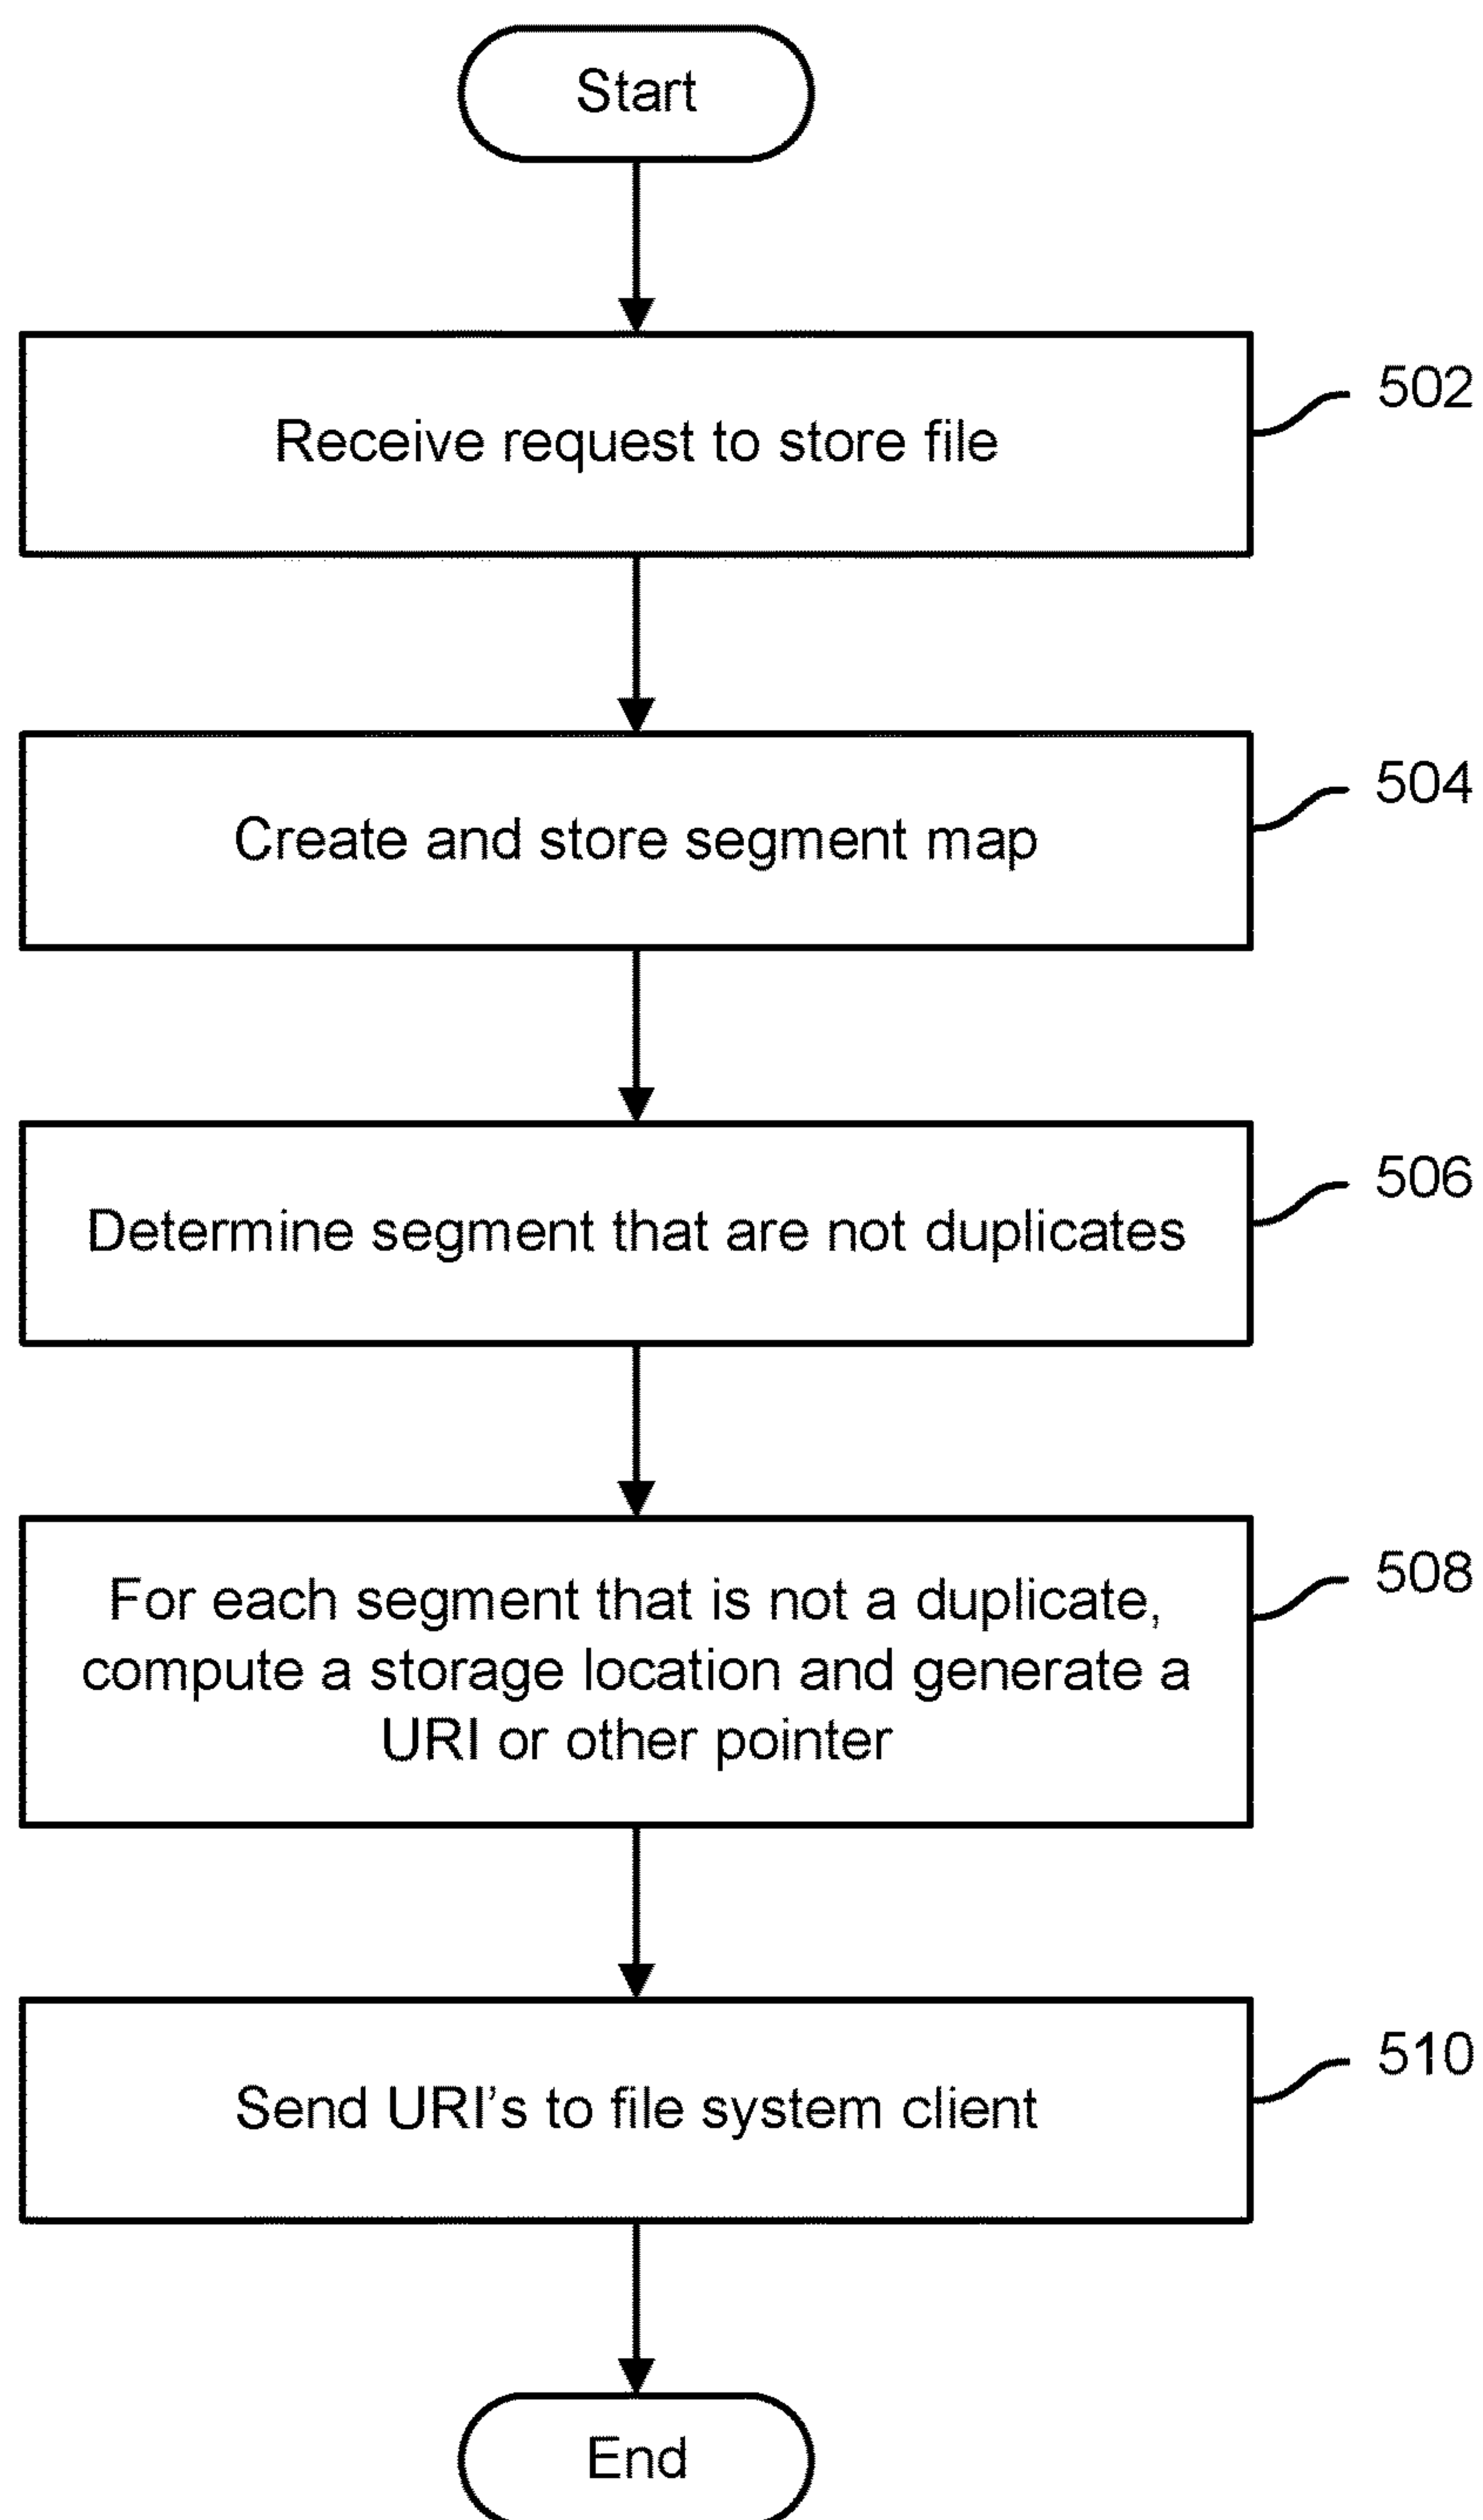 Start
Receive request to store file
502
Create and store segment map
504
Determine segment that are not duplicates
506
For each segment that is not a duplicate,
compute a storage location and generate a
URI or other pointer
508
Send URI's to file system client
510
End